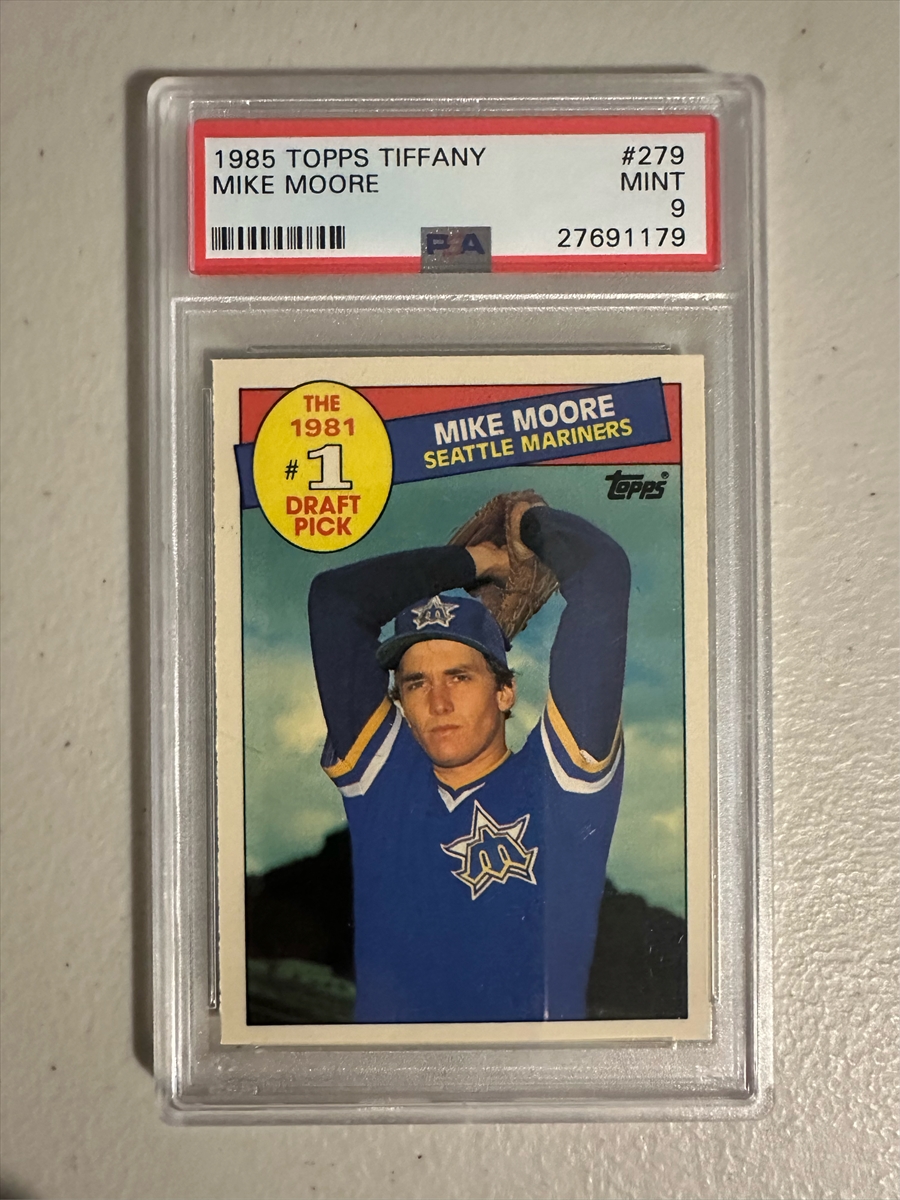 1985 TOPPS TIFFANY #279
MIKE MOORE MINT
9
27691179
PSA
THE
1981
#1
DRAFT
PICK
MIKE MOORE
SEATTLE MARINERS
topps®
M
M